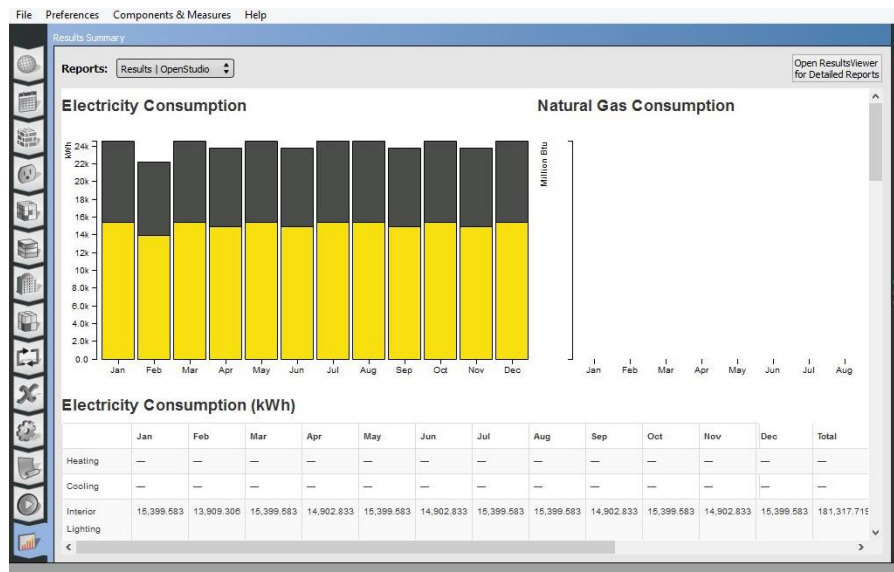 File Preferences Components & Measures Help
Results Summary
Reports: Results | OpenStudio
Open ResultsViewer
for Detailed Reports
Electricity Consumption
Natural Gas Consumption
kWh
24k
22k
20k
18k
16k
14k
12k
10k
8.0k
6.0k
4.0k
2.0k
0.0
Jan Feb Mar Apr May Jun Jul Aug Sep Oct Nov Dec
Million Btu
Jan Feb Mar Apr May Jun Jul Aug
Electricity Consumption (kWh)
Jan Feb Mar Apr May Jun Jul Aug Sep Oct Nov Dec Total
Heating — — — — — — — — — — — — —
Cooling — — — — — — — — — — — — —
Interior Lighting 15,399.583 13,909.306 15,399.583 14,902.833 15,399.583 14,902.833 15,399.583 15,399.583 14,902.833 15,399.583 14,902.833 15,399.583 181,317.719